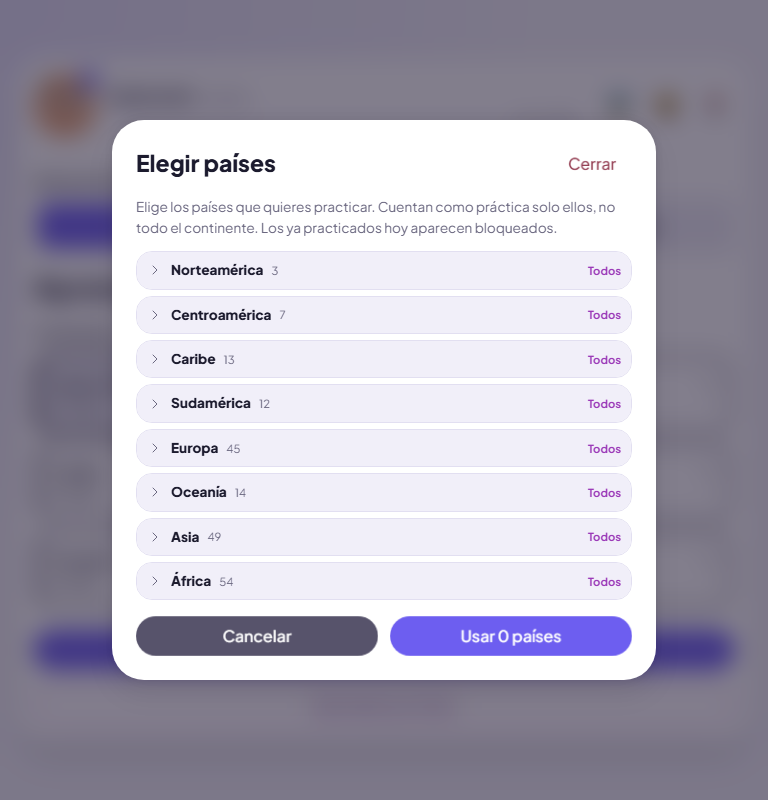 Elegir países
Cerrar
Elige los países que quieres practicar. Cuentan como práctica solo ellos, no
todo el continente. Los ya practicados hoy aparecen bloqueados.
Norteamérica 3 Todos
Centroamérica 7 Todos
Caribe 13 Todos
Sudamérica 12 Todos
Europa 45 Todos
Oceanía 14 Todos
Asia 49 Todos
África 54 Todos
Cancelar
Usar 0 países